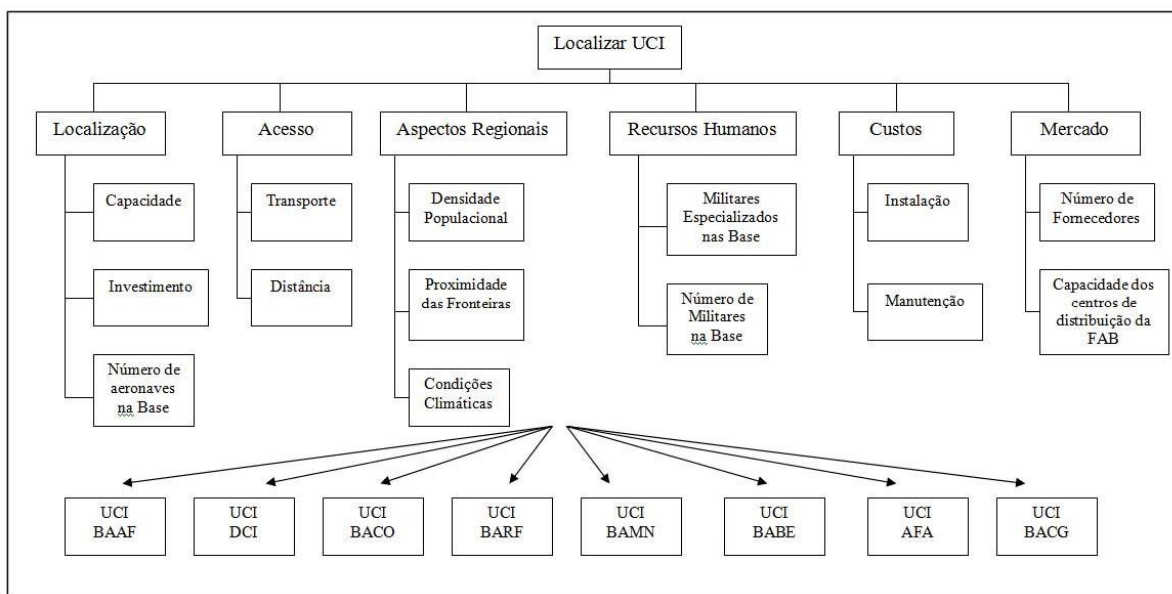 Localizar UCI
Localização
Acesso
Aspectos Regionais
Recursos Humanos
Custos
Mercado
Capacidade
Investimento
Número de
aeronaves
na Base
Transporte
Distância
Densidade
Populacional
Proximidade
das Fronteiras
Condições
Climáticas
Militares
Especializados
nas Base
Número de
Militares
na Base
Instalação
Manutenção
Número de
Fornecedores
Capacidade dos
centros de
distribuição da
FAB
UCI
BAAF
UCI
DCI
UCI
BACO
UCI
BARF
UCI
BAMN
UCI
BABE
UCI
AFA
UCI
BACG